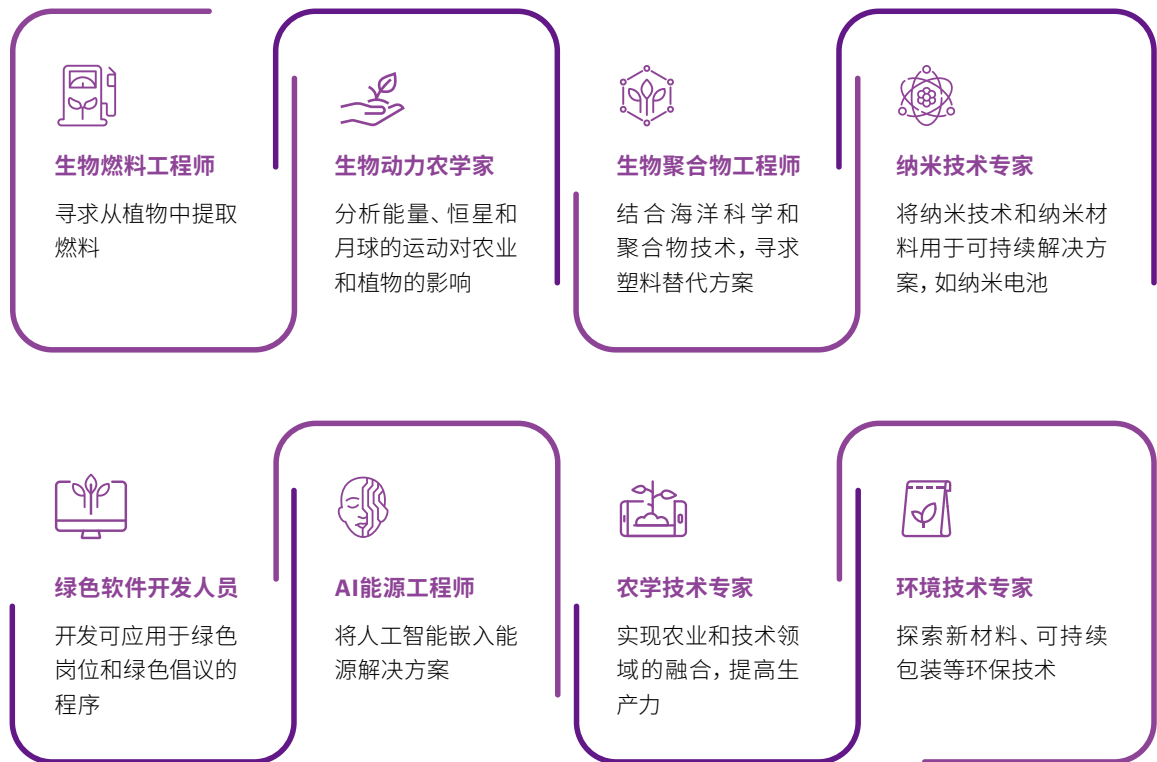 生物燃料工程师
寻求从植物中提取
燃料
生物动力农学家
分析能量、恒星和
月球的运动对农业
和植物的影响
生物聚合物工程师
结合海洋科学和
聚合物技术，寻求
塑料替代方案
纳米技术专家
将纳米技术和纳米材
料用于可持续解决方
案，如纳米电池
绿色软件开发人员
开发可应用于绿色
岗位和绿色倡议的
程序
AI能源工程师
将人工智能嵌入能
源解决方案
农学技术专家
实现农业和技术领
域的融合，提高生
产力
环境技术专家
探索新材料、可持续
包装等环保技术